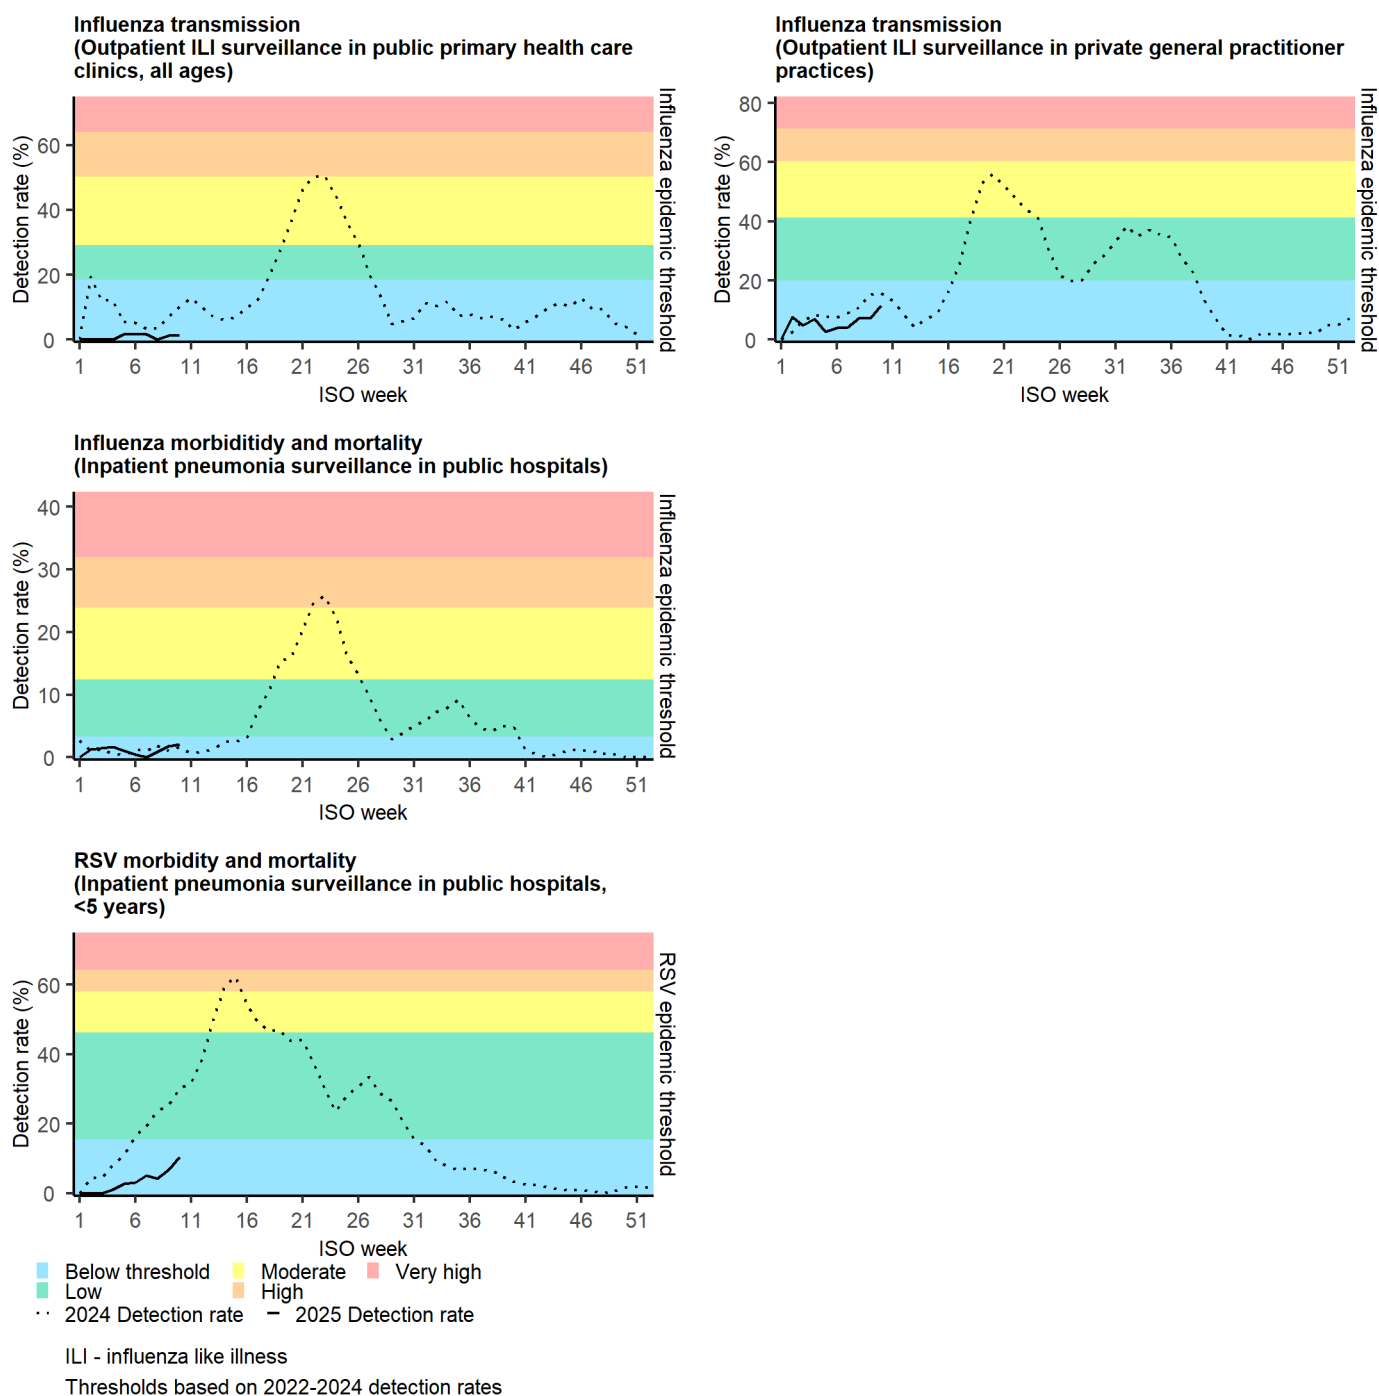 Influenza transmission
(Outpatient ILI surveillance in public primary health care
clinics, all ages)
Detection rate (%)
60
40
20
0
1 6 11 16 21 26 31 36 41 46 51
ISO week
Influenza epidemic threshold
Influenza transmission
(Outpatient ILI surveillance in private general practitioner
practices)
Detection rate (%)
80
60
40
20
0
1 6 11 16 21 26 31 36 41 46 51
ISO week
Influenza epidemic threshold
Influenza morbiditidy and mortality
(Inpatient pneumonia surveillance in public hospitals)
Detection rate (%)
40
30
20
10
0
1 6 11 16 21 26 31 36 41 46 51
ISO week
Influenza epidemic threshold
RSV morbidity and mortality
(Inpatient pneumonia surveillance in public hospitals,
<5 years)
Detection rate (%)
60
40
20
0
1 6 11 16 21 26 31 36 41 46 51
ISO week
RSV epidemic threshold
Below threshold Moderate Very high
Low High
2024 Detection rate 2025 Detection rate
ILI - influenza like illness
Thresholds based on 2022-2024 detection rates